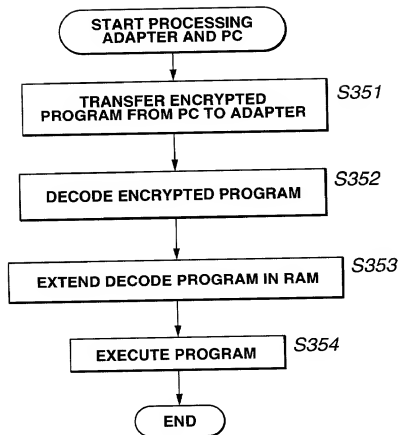 START PROCESSING
ADAPTER AND PC
TRANSFER ENCRYPTED
PROGRAM FROM PC TO ADAPTER
S351
DECODE ENCRYPTED PROGRAM
S352
EXTEND DECODE PROGRAM IN RAM
S353
EXECUTE PROGRAM
S354
END